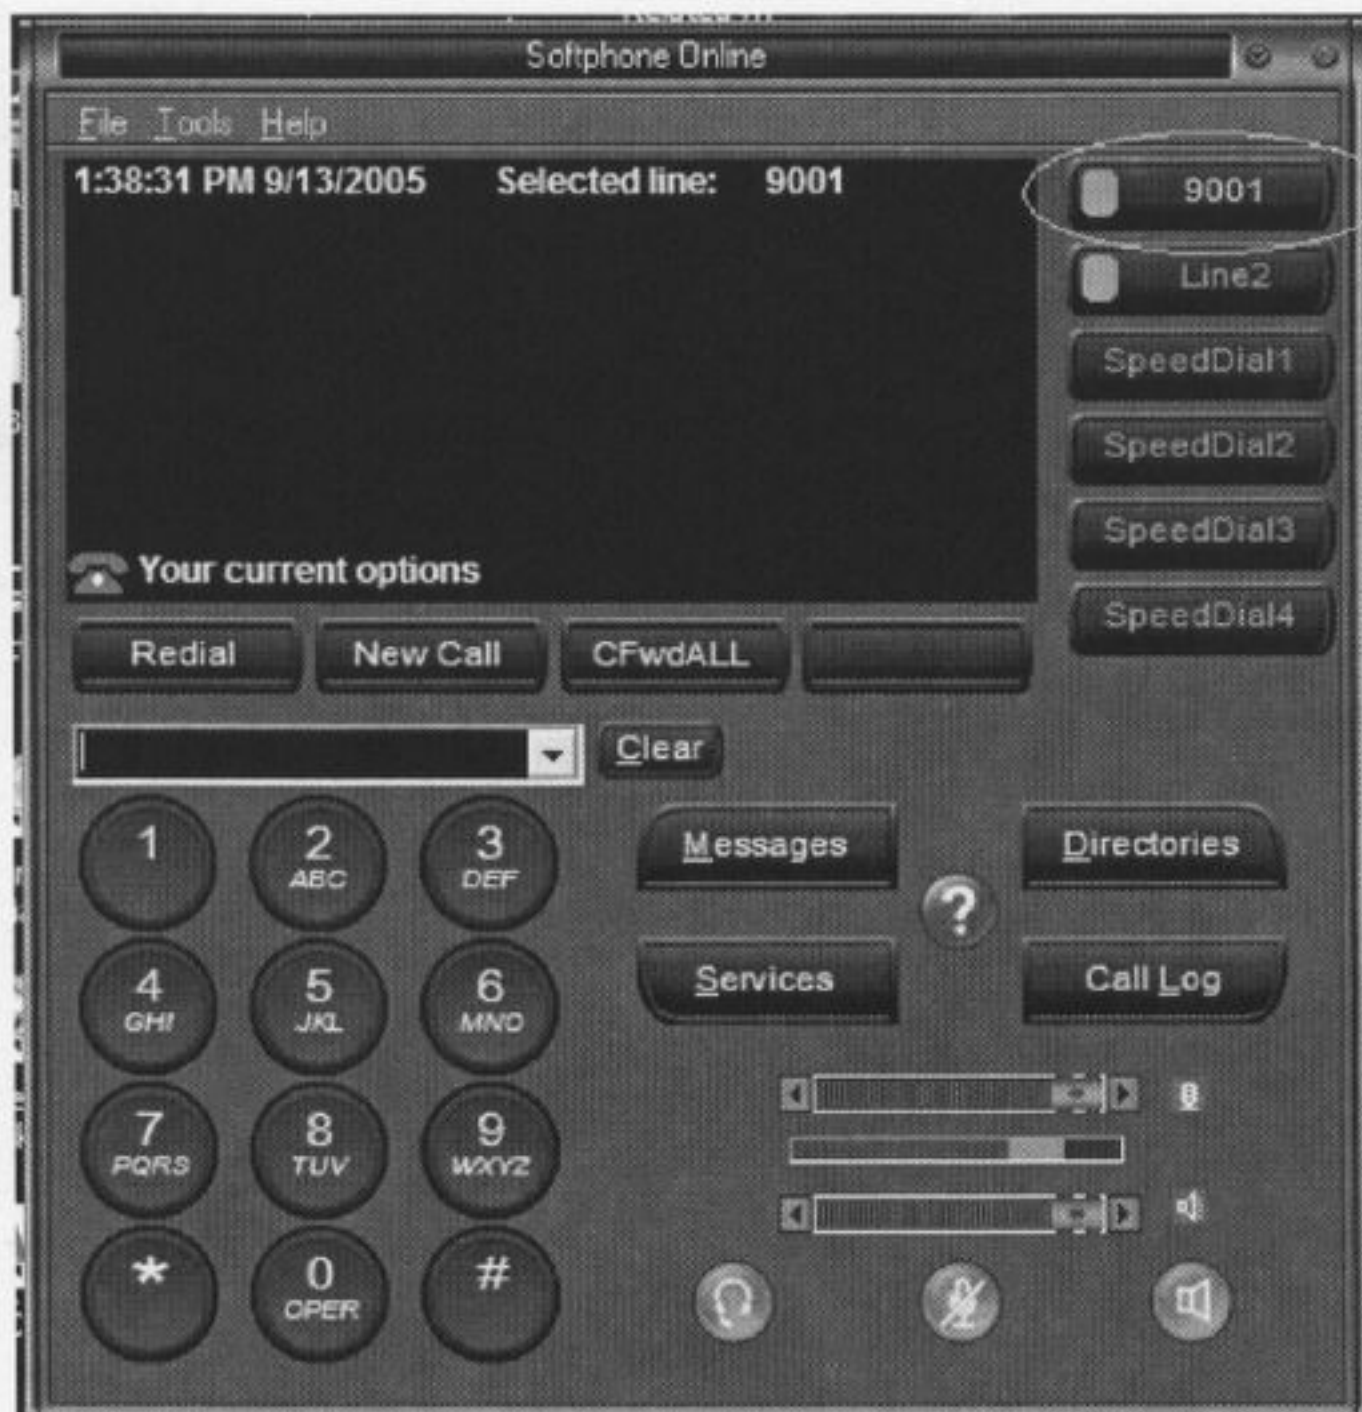 Softphone Online
File Tools Help
1:38:31 PM 9/13/2005 Selected line: 9001
9001
Line2
SpeedDial1
SpeedDial2
SpeedDial3
SpeedDial4
Your current options
Redial New Call CFwdALL
Clear
1 2 ABC 3 DEF
4 GHI 5 JKL 6 MNO
7 PQRS 8 TUV 9 WXYZ
* 0 OPER #
Messages Directories
?
Services Call Log